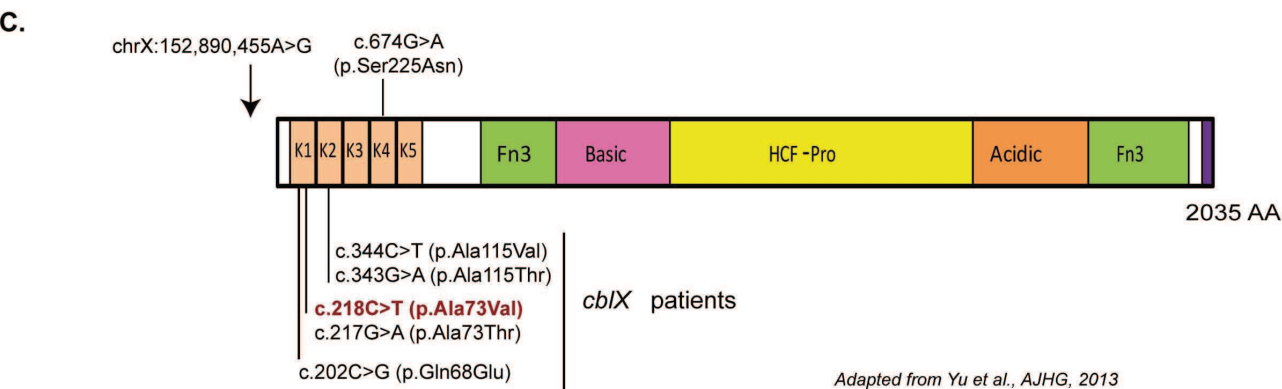 C.
chrX:152,890,455A>G
c.674G>A
(p.Ser225Asn)
K1 K2 K3 K4 K5 Fn3 Basic HCF -Pro Acidic Fn3
2035 AA
c.344C>T (p.Ala115Val)
c.343G>A (p.Ala115Thr)
c.218C>T (p.Ala73Val)
c.217G>A (p.Ala73Thr)
c.202C>G (p.Gln68Glu)
cblX patients
Adapted from Yu et al., AJHG, 2013